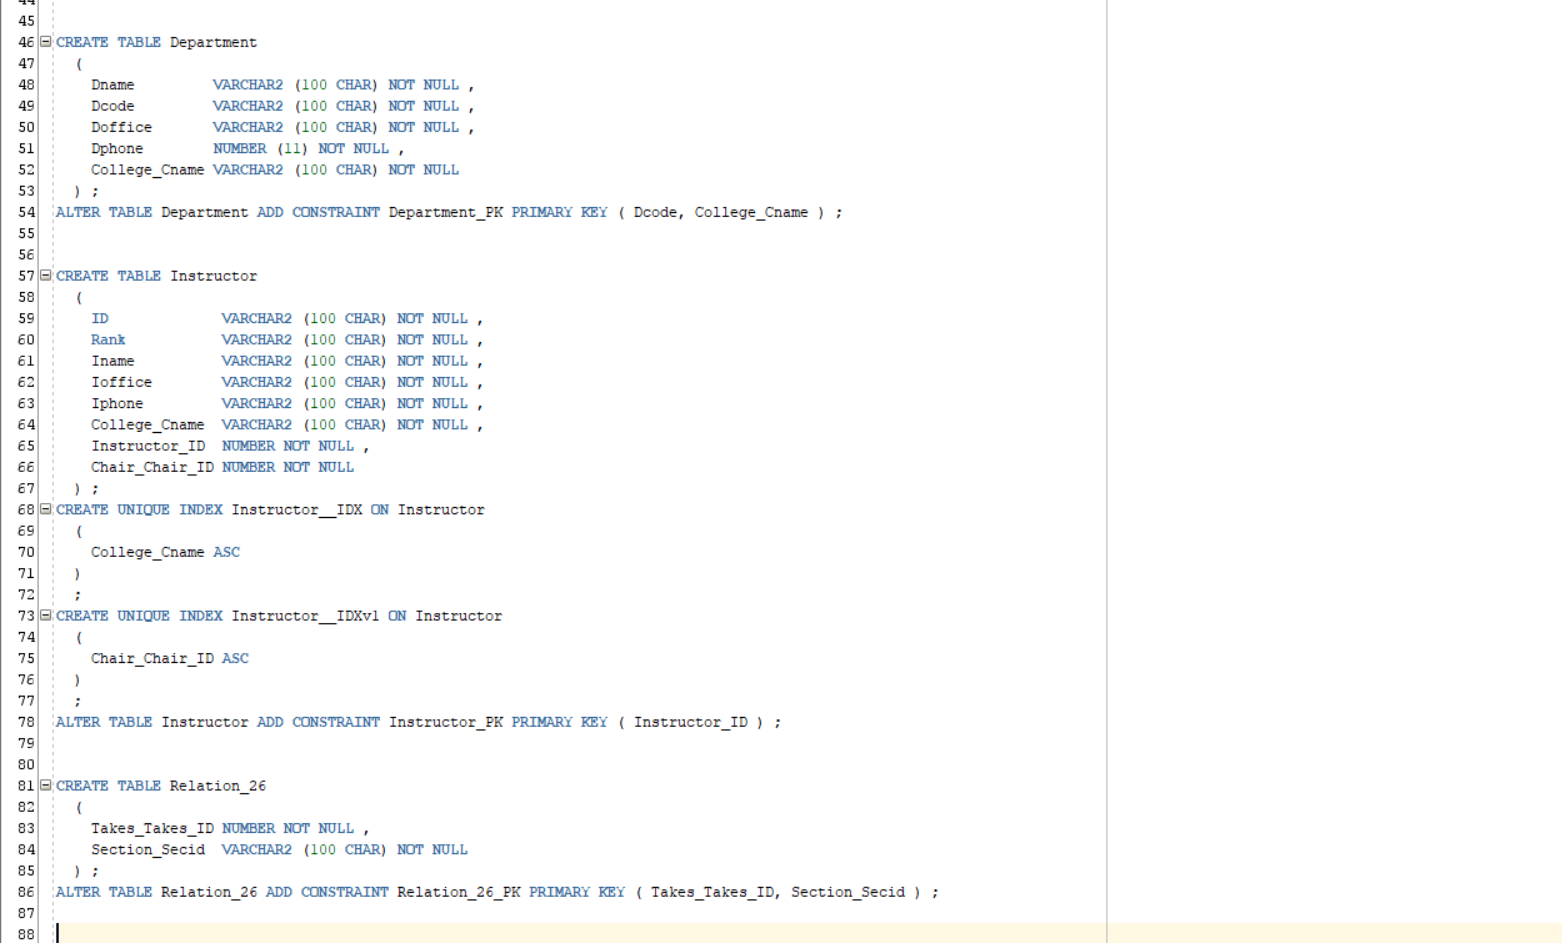 44
45
46 CREATE TABLE Department
47 (
48 Dname VARCHAR2 (100 CHAR) NOT NULL ,
49 Dcode VARCHAR2 (100 CHAR) NOT NULL ,
50 Doffice VARCHAR2 (100 CHAR) NOT NULL ,
51 Dphone NUMBER (11) NOT NULL ,
52 College_Cname VARCHAR2 (100 CHAR) NOT NULL
53 ) ;
54 ALTER TABLE Department ADD CONSTRAINT Department_PK PRIMARY KEY ( Dcode, College_Cname ) ;
55
56
57 CREATE TABLE Instructor
58 (
59 ID VARCHAR2 (100 CHAR) NOT NULL ,
60 Rank VARCHAR2 (100 CHAR) NOT NULL ,
61 Iname VARCHAR2 (100 CHAR) NOT NULL ,
62 Ioffice VARCHAR2 (100 CHAR) NOT NULL ,
63 Iphone VARCHAR2 (100 CHAR) NOT NULL ,
64 College_Cname VARCHAR2 (100 CHAR) NOT NULL ,
65 Instructor_ID NUMBER NOT NULL ,
66 Chair_Chair_ID NUMBER NOT NULL
67 ) ;
68 CREATE UNIQUE INDEX Instructor__IDX ON Instructor
69 (
70 College_Cname ASC
71 )
72 ;
73 CREATE UNIQUE INDEX Instructor__IDXv1 ON Instructor
74 (
75 Chair_Chair_ID ASC
76 )
77 ;
78 ALTER TABLE Instructor ADD CONSTRAINT Instructor_PK PRIMARY KEY ( Instructor_ID ) ;
79
80
81 CREATE TABLE Relation_26
82 (
83 Takes_Takes_ID NUMBER NOT NULL ,
84 Section_Secid VARCHAR2 (100 CHAR) NOT NULL
85 ) ;
86 ALTER TABLE Relation_26 ADD CONSTRAINT Relation_26_PK PRIMARY KEY ( Takes_Takes_ID, Section_Secid ) ;
87
88